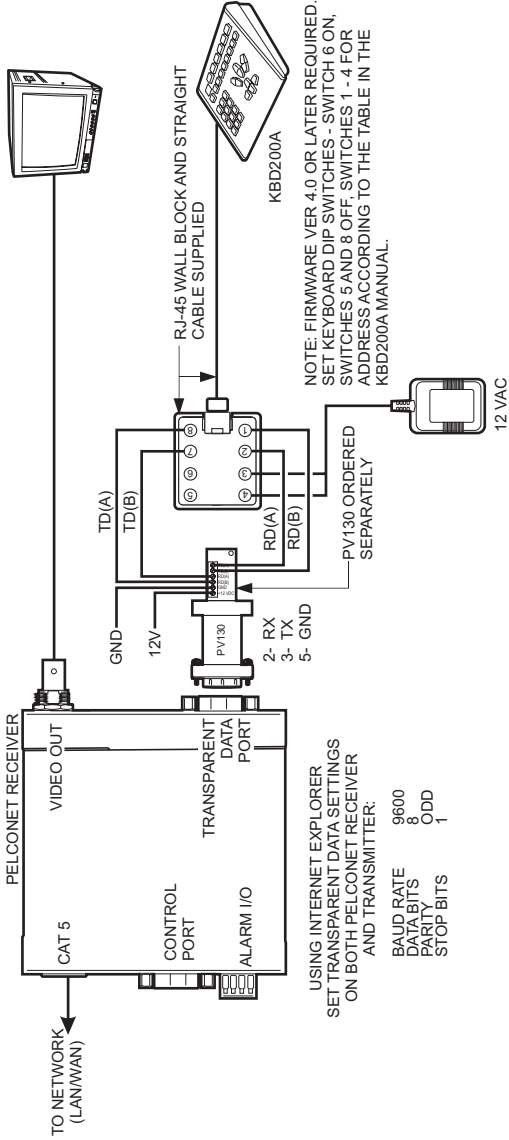 PELCONET RECEIVER
TO NETWORK
(LAN/WAN)
CAT 5
VIDEO OUT
CONTROL
PORT
TRANSPARENT
DATA
PORT
ALARM I/O
GND
12V
PV130
RD(A)
RD(B)
GND
+12 VDC
2- RX
3- TX
5- GND
TD(A)
TD(B)
RD(A)
RD(B)
5 6 7 8
4 3 2 1
PV130 ORDERED
SEPARATELY
RJ-45 WALL BLOCK AND STRAIGHT
CABLE SUPPLIED
KBD200A
NOTE: FIRMWARE VER 4.0 OR LATER REQUIRED.
SET KEYBOARD DIP SWITCHES - SWITCH 6 ON,
SWITCHES 5 AND 8 OFF, SWITCHES 1 - 4 FOR
ADDRESS ACCORDING TO THE TABLE IN THE
KBD200A MANUAL.
12 VAC
USING INTERNET EXPLORER
SET TRANSPARENT DATA SETTINGS
ON BOTH PELCONET RECEIVER
AND TRANSMITTER:
BAUD RATE 9600
DATA BITS 8
PARITY ODD
STOP BITS 1